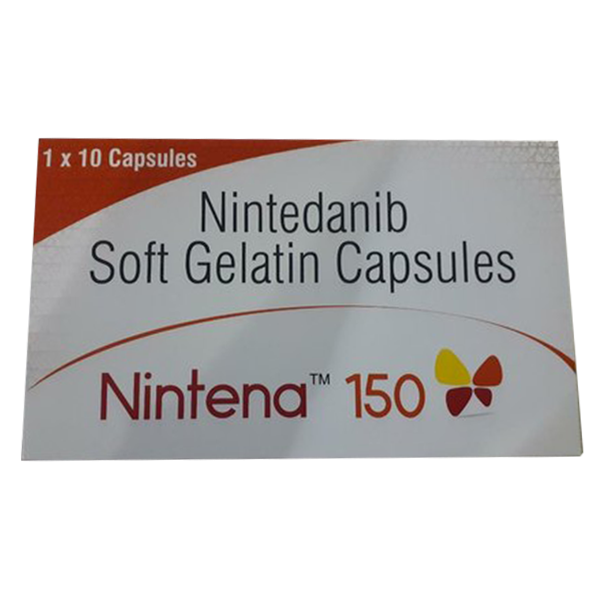 1 x 10 Capsules
Nintedanib
Soft Gelatin Capsules
Nintena™ 150